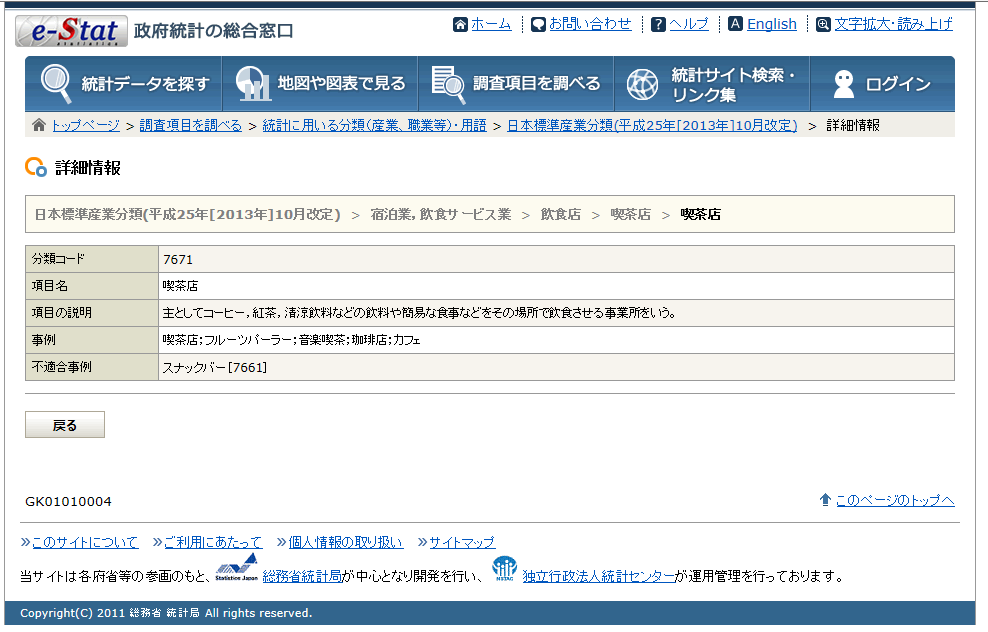 e-Stat
statistics
政府統計の総合窓口
ホーム お問い合わせ ヘルプ English 文字拡大・読み上げ
統計データを探す 地図や図表で見る 調査項目を調べる 統計サイト検索・リンク集 ログイン
トップページ > 調査項目を調べる > 統計に用いる分類(産業、職業等)・用語 > 日本標準産業分類(平成25年[2013年]10月改定) > 詳細情報
詳細情報
日本標準産業分類(平成25年[2013年]10月改定) > 宿泊業，飲食サービス業 > 飲食店 > 喫茶店 > 喫茶店
分類コード 7671
項目名 喫茶店
項目の説明 主としてコーヒー，紅茶，清涼飲料などの飲料や簡易な食事などをその場所で飲食させる事業所をいう。
事例 喫茶店；フルーツパーラー；音楽喫茶；珈琲店；カフェ
不適合事例 スナックバー［7661］
戻る
GK01010004 このページのトップへ
»このサイトについて »ご利用にあたって »個人情報の取り扱い »サイトマップ
当サイトは各府省等の参画のもと、 Statistics Japan 総務省統計局が中心となり開発を行い、 NSTAC 独立行政法人統計センターが運用管理を行っております。
Copyright(C) 2011 総務省 統計局 All rights reserved.